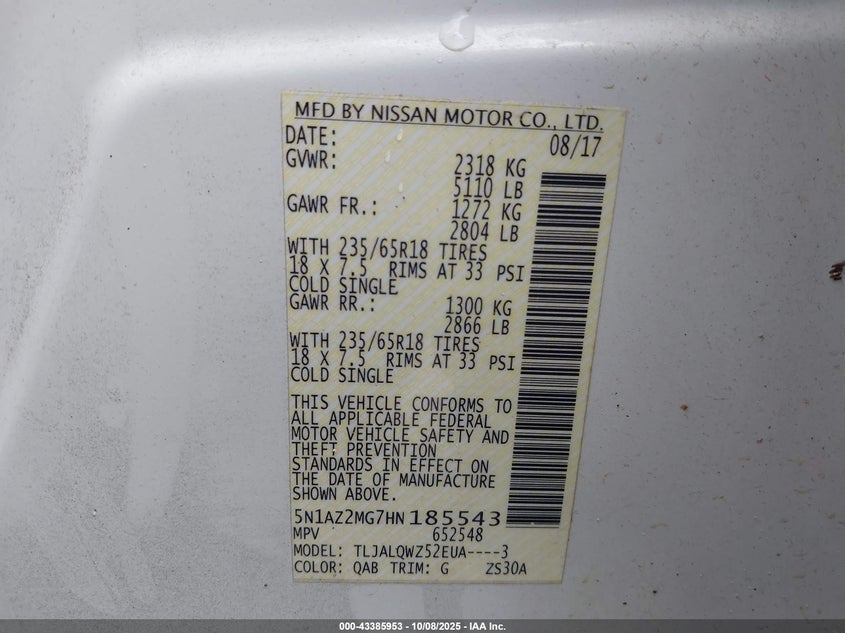 MFD BY NISSAN MOTOR CO., LTD.
DATE: 08/17
GVWR: 2318 KG
5110 LB
GAWR FR.: 1272 KG
2804 LB
WITH 235/65R18 TIRES
18 X 7.5 RIMS AT 33 PSI
COLD SINGLE
GAWR RR.: 1300 KG
2866 LB
WITH 235/65R18 TIRES
18 X 7.5 RIMS AT 33 PSI
COLD SINGLE
THIS VEHICLE CONFORMS TO
ALL APPLICABLE FEDERAL
MOTOR VEHICLE SAFETY AND
THEFT PREVENTION
STANDARDS IN EFFECT ON
THE DATE OF MANUFACTURE
SHOWN ABOVE.
5N1AZ2MG7HN185543
MPV 652548
MODEL: TLJALQWZ52EUA----3
COLOR: QAB TRIM: G ZS30A
000-43385953 - 10/08/2025 - IAA Inc.